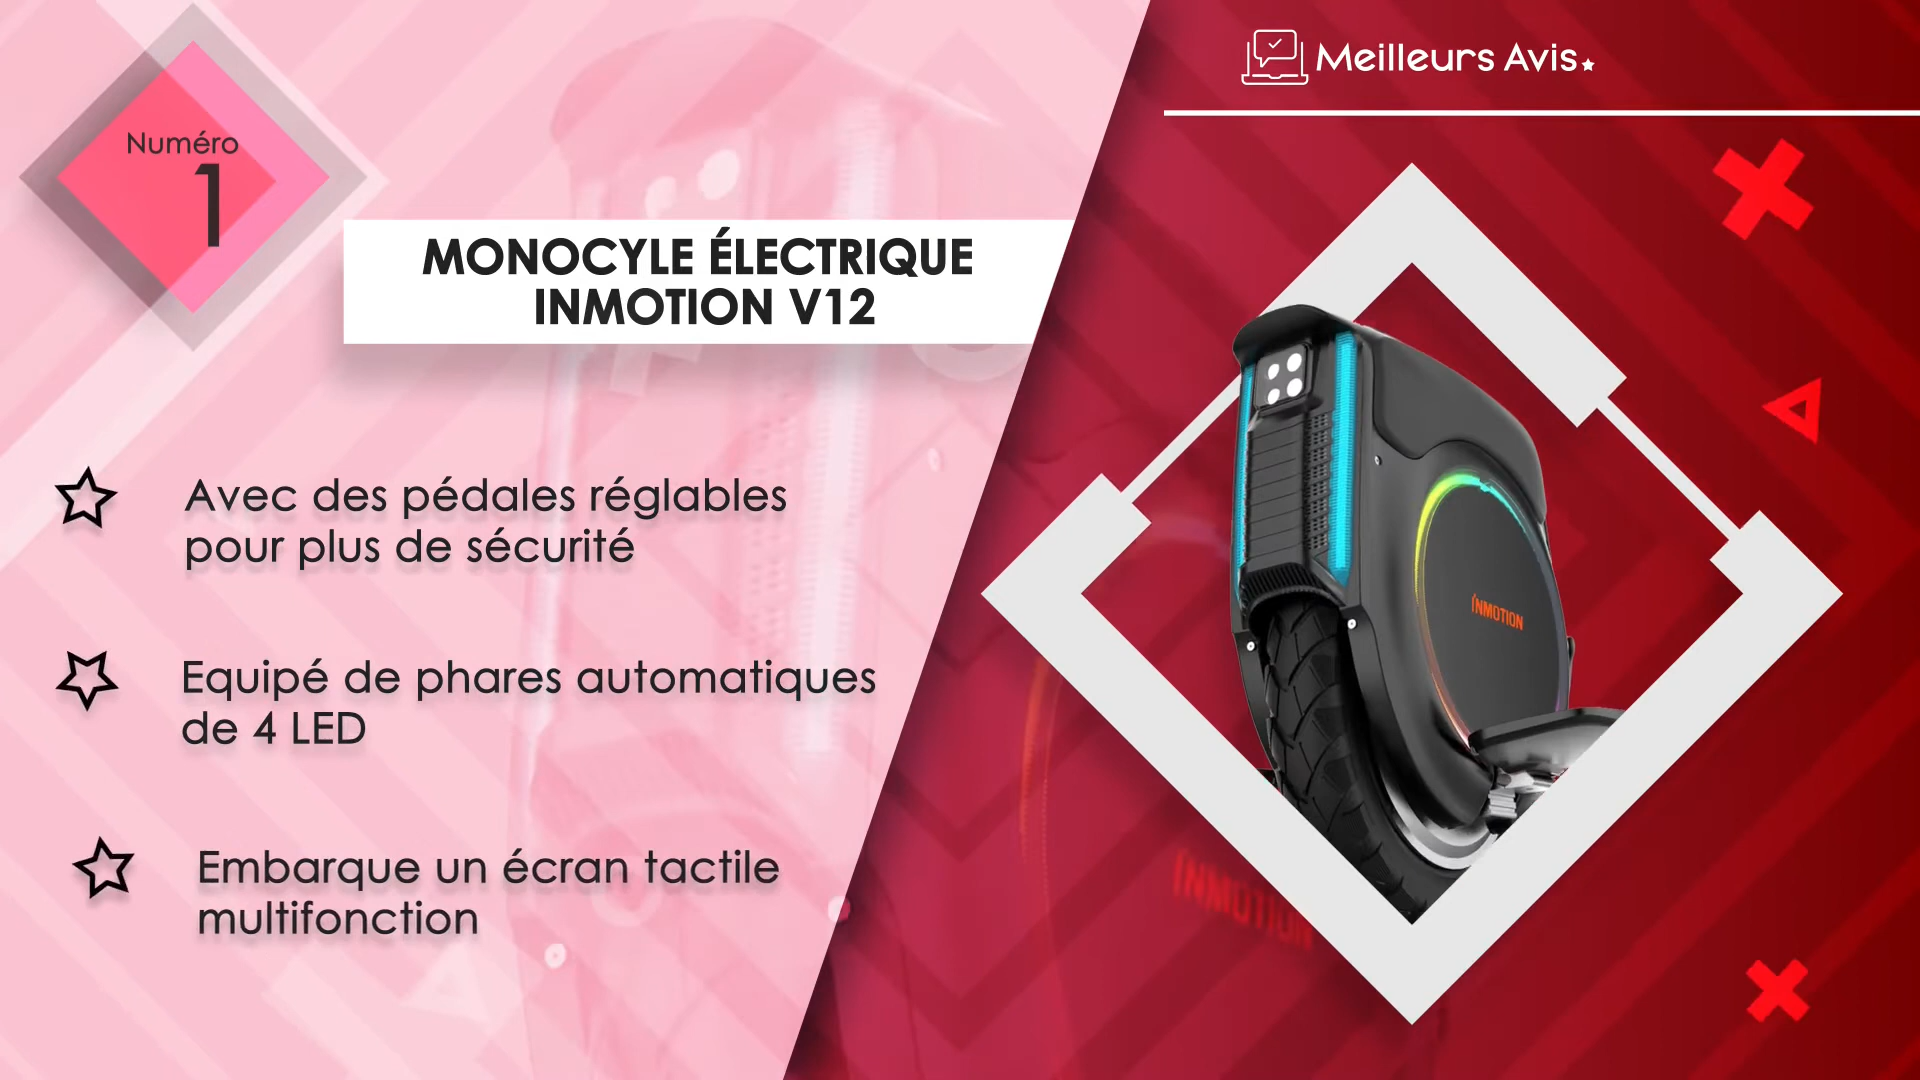 Numéro
1
MONOCYLE ÉLECTRIQUE
INMOTION V12
Avec des pédales réglables
pour plus de sécurité
Equipé de phares automatiques
de 4 LED
Embarque un écran tactile
multifonction
Meilleurs Avis
INMOTION
INMOTION